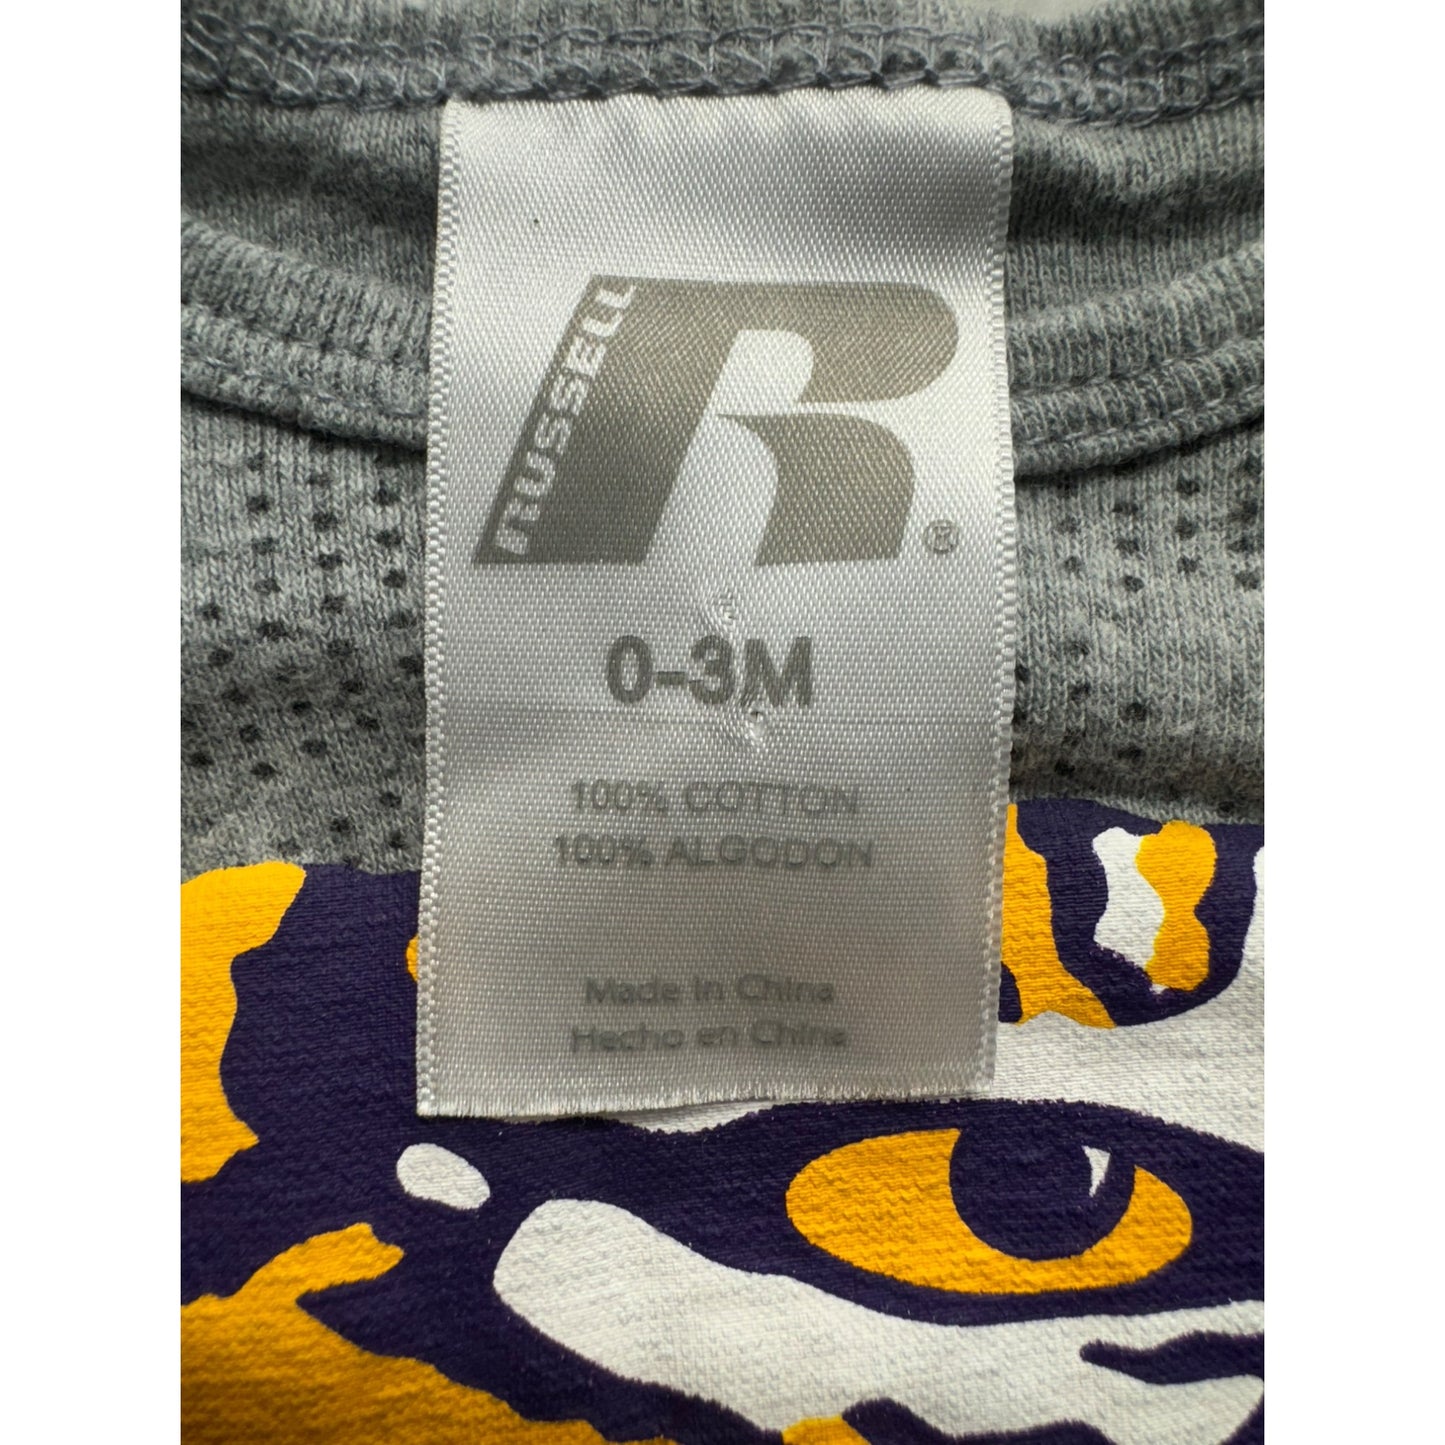 RUSSELL
R
®
0-3M
100% COTTON
100% ALGODON
Made in China
Hecho en China